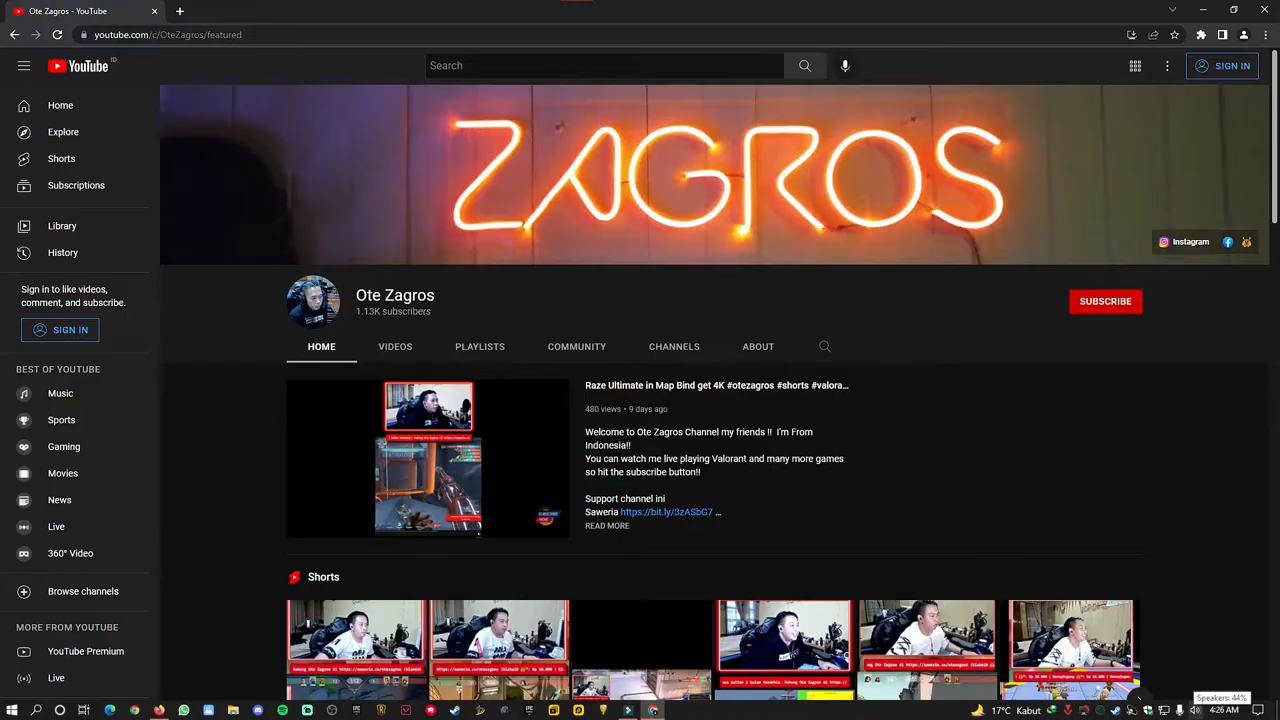 Ote Zagros - YouTube
youtube.com/c/OteZagros/featured
YouTube ID
Search
SIGN IN
Home
Explore
Shorts
Subscriptions
Library
History
Sign in to like videos,
comment, and subscribe.
SIGN IN
BEST OF YOUTUBE
Music
Sports
Gaming
Movies
News
Live
360° Video
Browse channels
MORE FROM YOUTUBE
YouTube Premium
Live
ZAGROS
Instagram
Ote Zagros
1.13K subscribers
SUBSCRIBE
HOME VIDEOS PLAYLISTS COMMUNITY CHANNELS ABOUT
Raze Ultimate in Map Bind get 4K #otezagros #shorts #valora...
480 views • 9 days ago
Welcome to Ote Zagros Channel my friends !! I'm From
Indonesia!!
You can watch me live playing Valorant and many more games
so hit the subscribe button!!
Support channel ini
Saweria https://bit.ly/3zASbG7 ...
READ MORE
Shorts
Speakers: 44%
17°C Kabut
4:26 AM